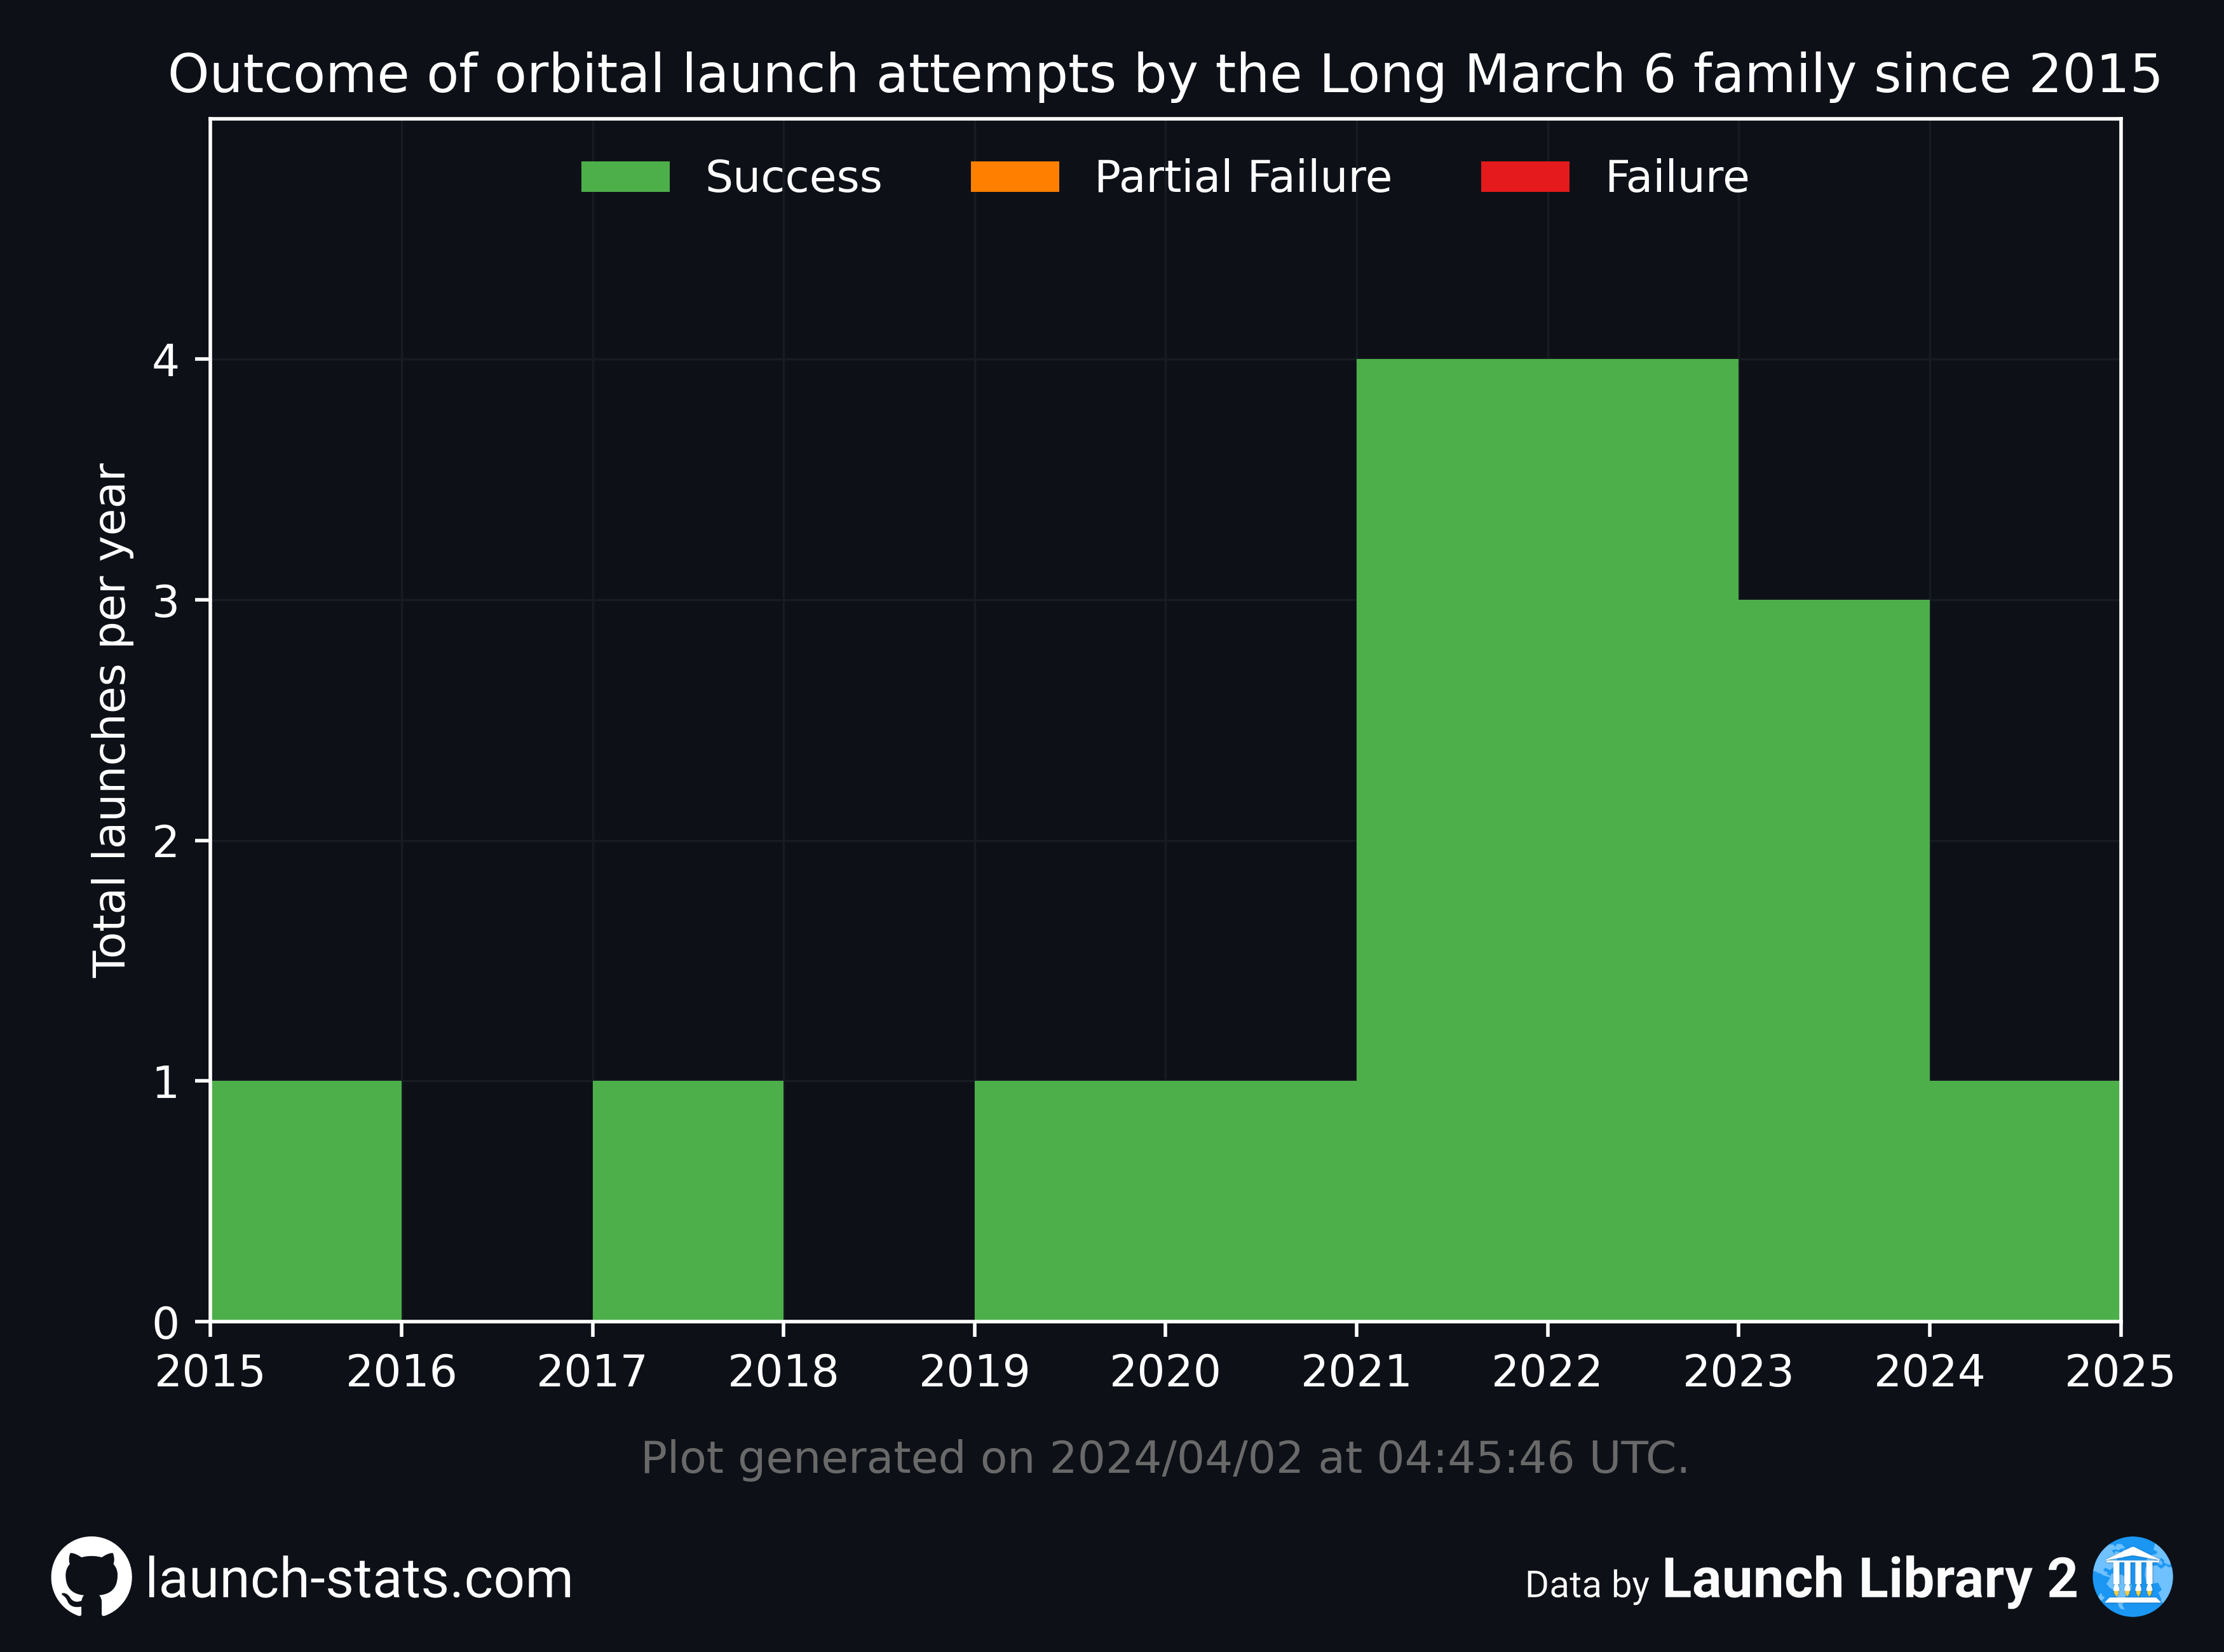 Outcome of orbital launch attempts by the Long March 6 family since 2015
Success Partial Failure Failure
Total launches per year
4
3
2
1
0
2015 2016 2017 2018 2019 2020 2021 2022 2023 2024 2025
Plot generated on 2024/04/02 at 04:45:46 UTC.
launch-stats.com
Data by Launch Library 2